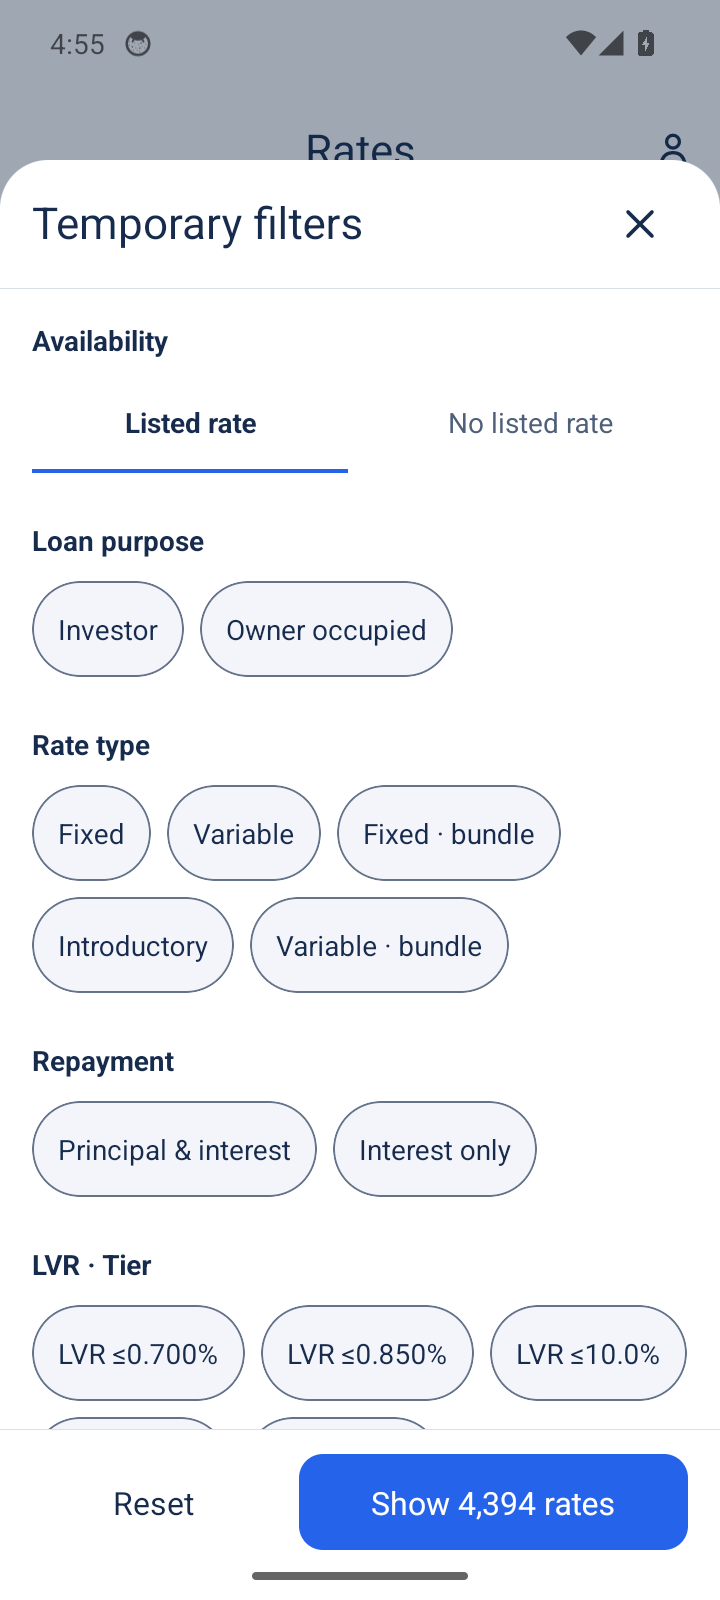 4:55
Rates
Temporary filters
Availability
Listed rate
No listed rate
Loan purpose
Investor
Owner occupied
Rate type
Fixed
Variable
Fixed · bundle
Introductory
Variable · bundle
Repayment
Principal & interest
Interest only
LVR · Tier
LVR ≤0.700%
LVR ≤0.850%
LVR ≤10.0%
Reset
Show 4,394 rates